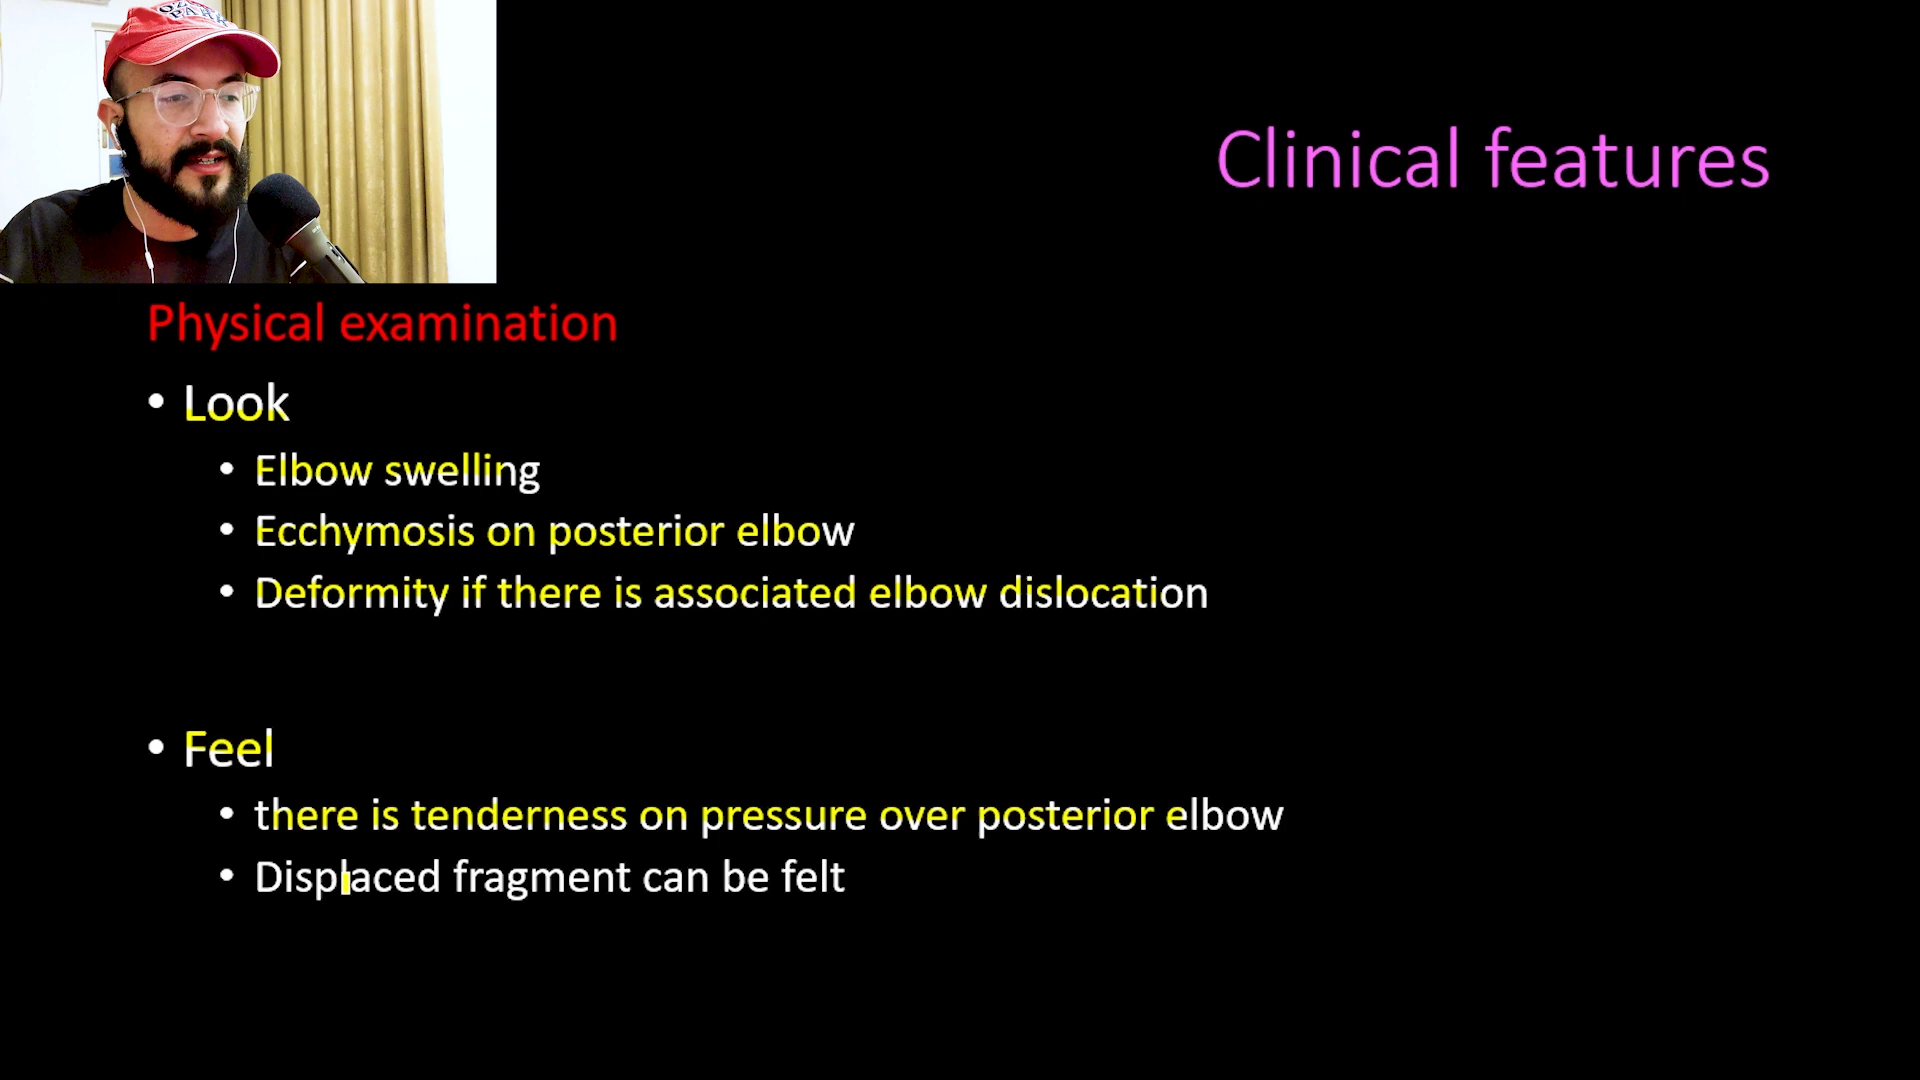 Clinical features
Physical examination
• Look
• Elbow swelling
• Ecchymosis on posterior elbow
• Deformity if there is associated elbow dislocation
• Feel
• there is tenderness on pressure over posterior elbow
• Displaced fragment can be felt